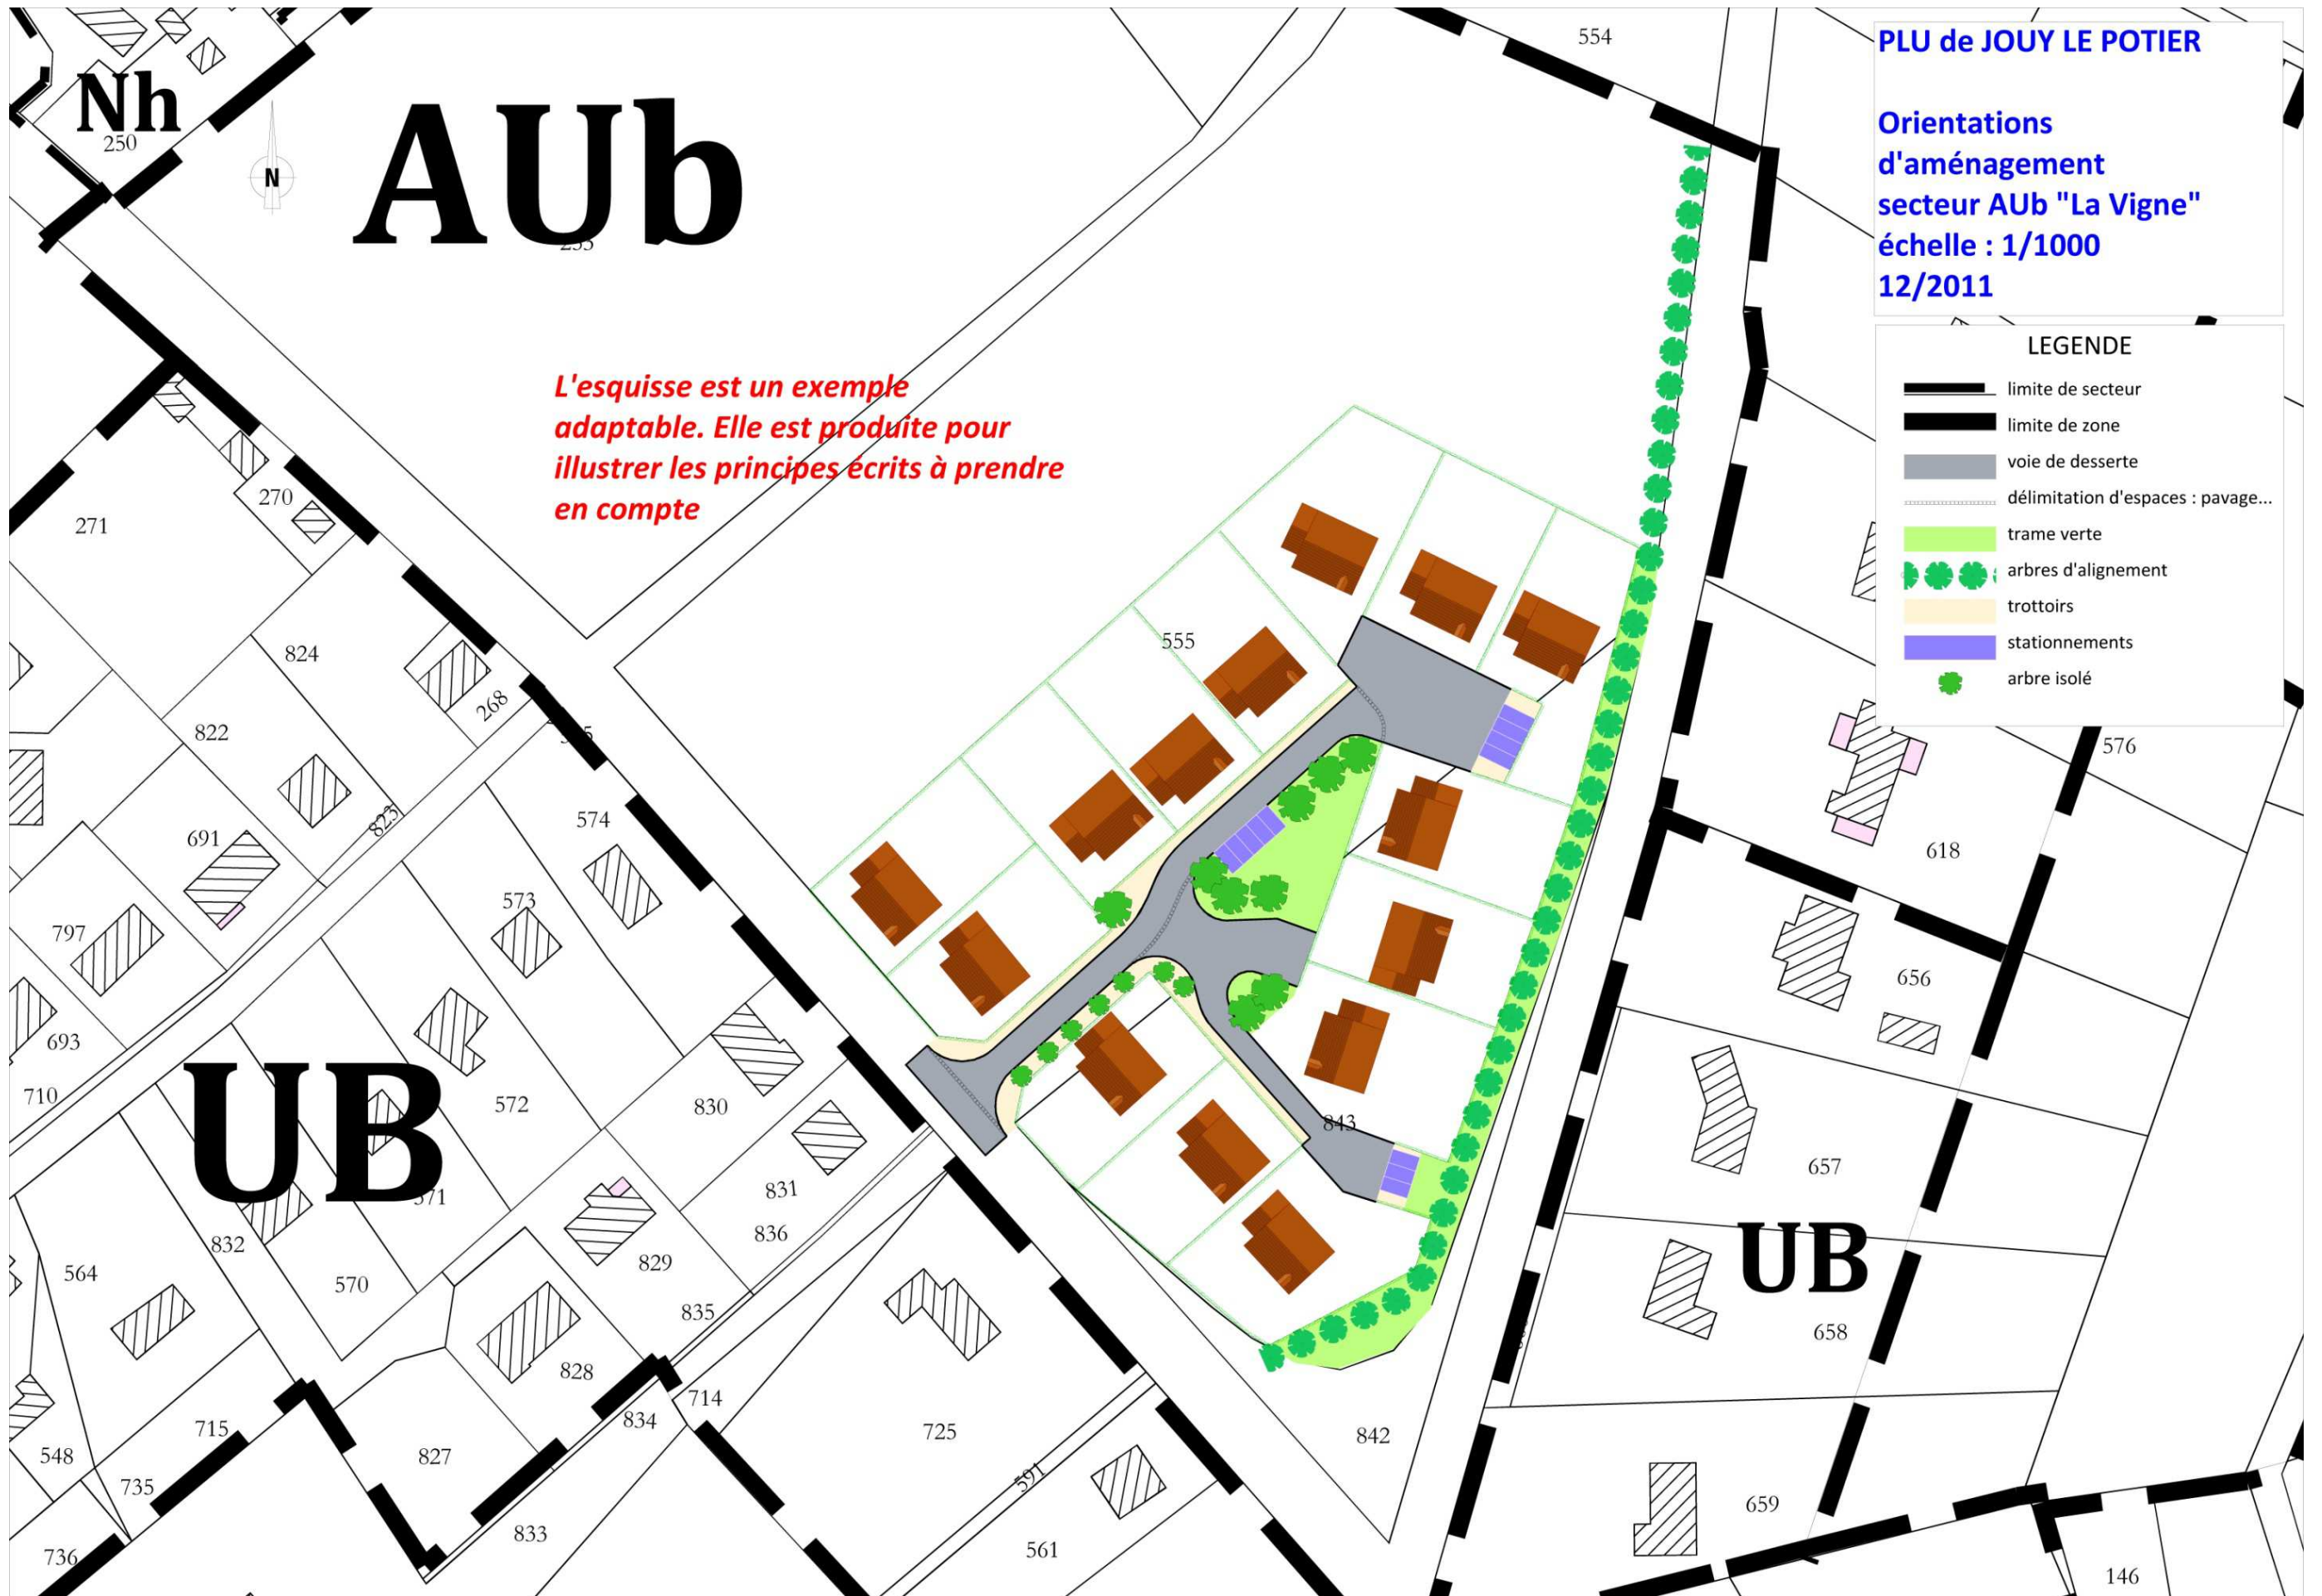 554
PLU de JOUY LE POTIER
Orientations
d'aménagement
secteur AUb "La Vigne"
échelle : 1/1000
12/2011
Nh
250
N
AUb
LEGENDE
limite de secteur
limite de zone
voie de desserte
délimitation d'espaces : pavage...
trame verte
arbres d'alignement
trottoirs
stationnements
arbre isolé
L'esquisse est un exemple
adaptable. Elle est produite pour
illustrer les principes écrits à prendre
en compte
270
271
555
824
268
822
576
574
823
691
618
573
797
656
693
710
572
830
843
UB
657
831
571
836
832
829
564
570
UB
835
658
828
714
834
715
725
842
548
827
735
591
659
833
561
736
146